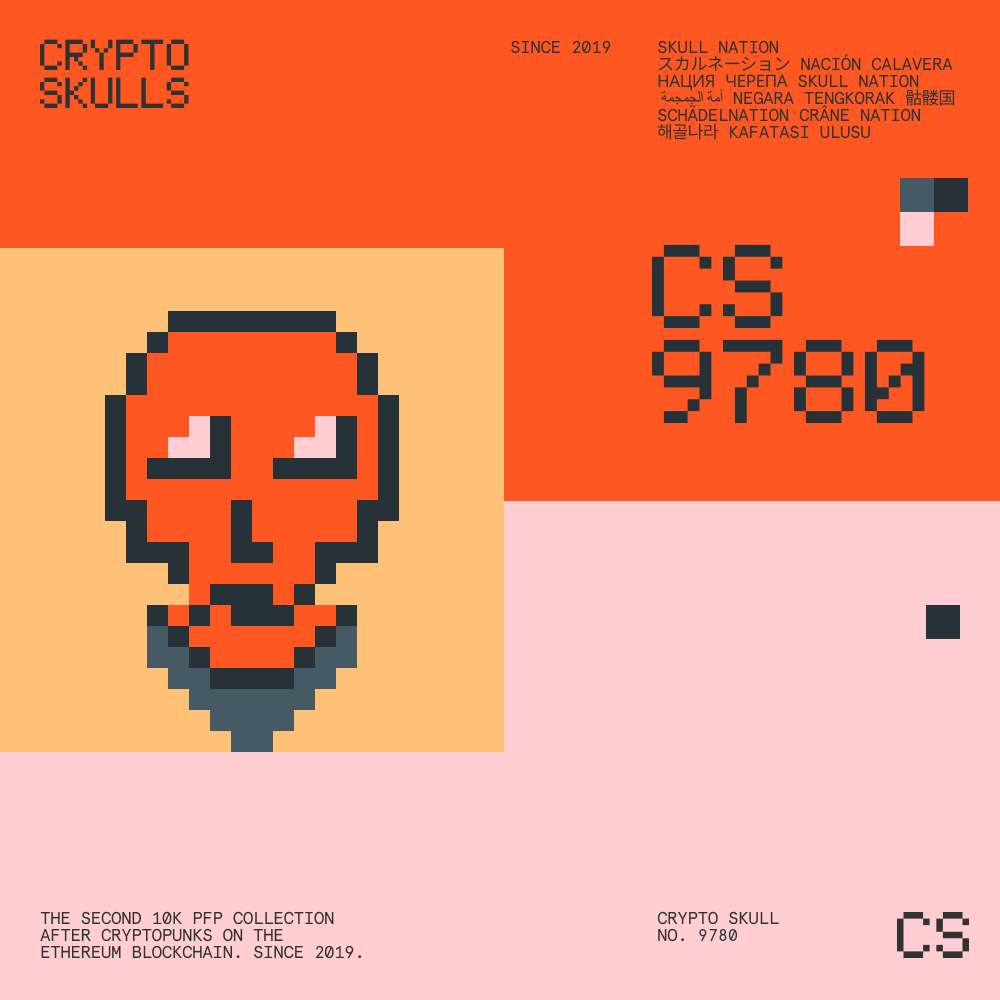 CRYPTO
SKULLS
SINCE 2019
SKULL NATION
スカルネーション NACIÓN CALAVERA
НАЦИЯ ЧЕРЕПА SKULL NATION
أمة الجمجمة NEGARA TENGKORAK 骷髅国
SCHÄDELNATION CRÂNE NATION
해골나라 KAFATASI ULUSU
CS
9780
THE SECOND 10K PFP COLLECTION
AFTER CRYPTOPUNKS ON THE
ETHEREUM BLOCKCHAIN. SINCE 2019.
CRYPTO SKULL
NO. 9780
CS